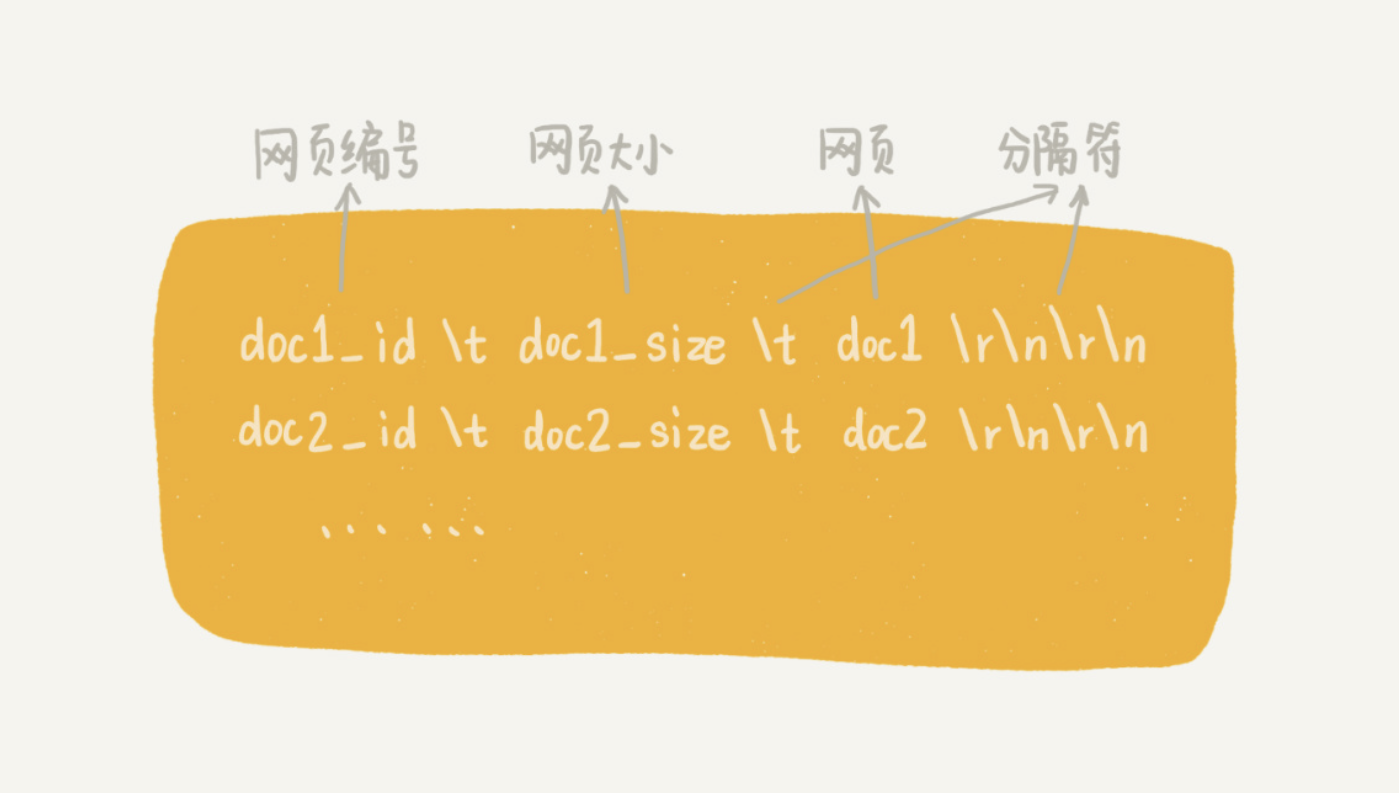 网页编号 网页大小 网页 分隔符
doc1_id \t doc1_size \t doc1 \r\n\r\n
doc2_id \t doc2_size \t doc2 \r\n\r\n
... ...